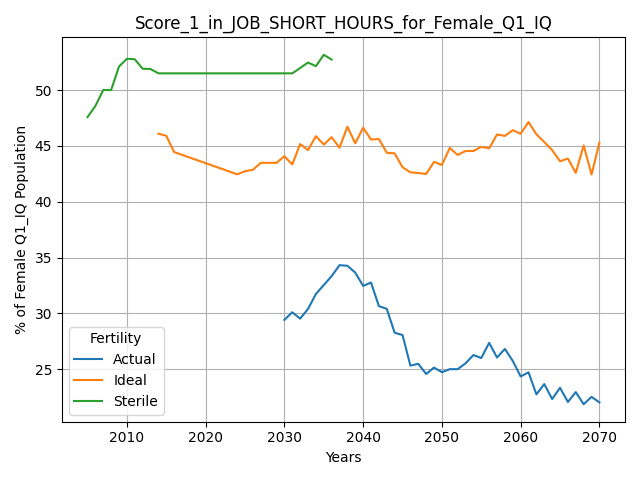 Score_1_in_JOB_SHORT_HOURS_for_Female_Q1_IQ
% of Female Q1_IQ Population
50
45
40
35
30
25
Fertility
Actual
Ideal
Sterile
2010 2020 2030 2040 2050 2060 2070
Years